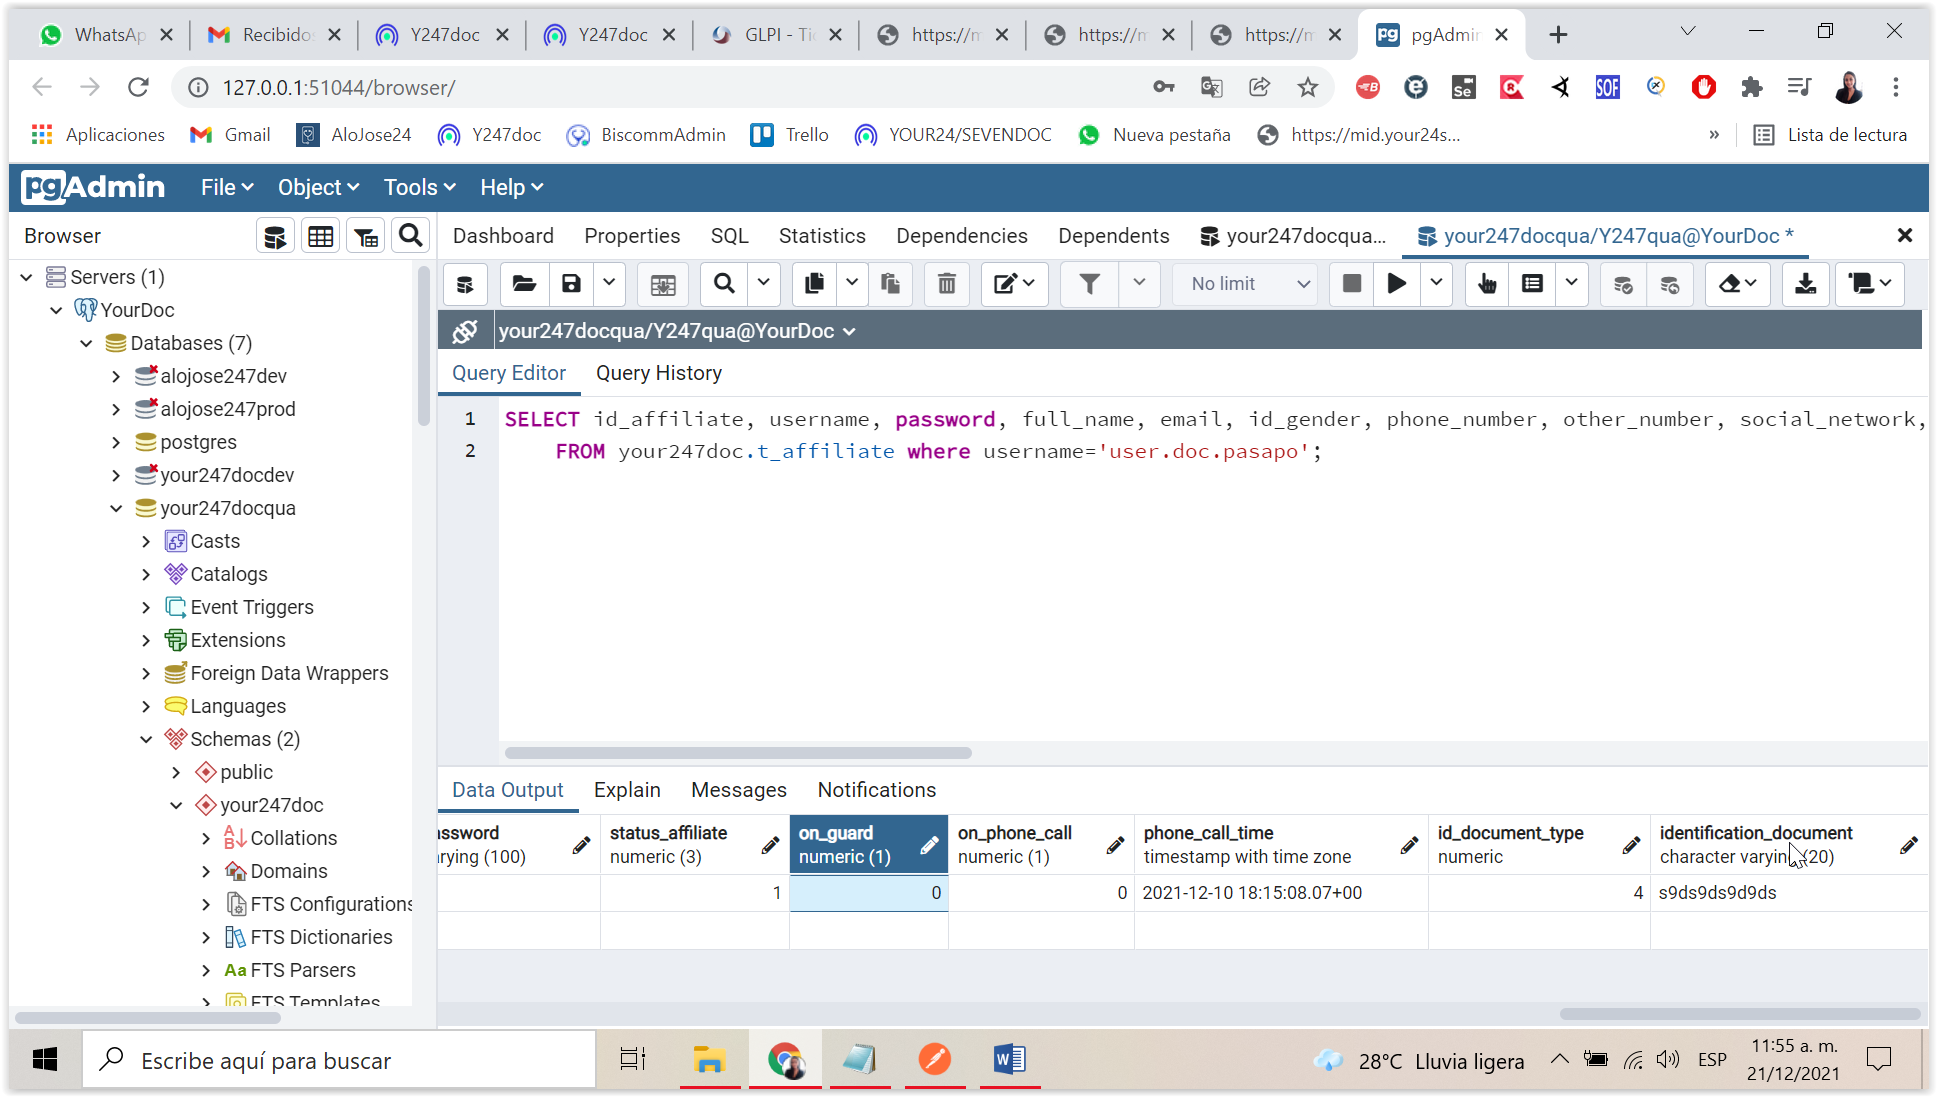 WhatsAp
Recibidos
Y247doc
Y247doc
GLPI - Tic
https://m
https://m
https://m
pgAdmin
127.0.0.1:51044/browser/
Aplicaciones
Gmail
AloJose24
Y247doc
BiscommAdmin
Trello
YOUR24/SEVENDOC
Nueva pestaña
https://mid.your24s...
»
Lista de lectura
pgAdmin
File
Object
Tools
Help
Browser
Dashboard
Properties
SQL
Statistics
Dependencies
Dependents
your247docqua...
your247docqua/Y247qua@YourDoc *
No limit
your247docqua/Y247qua@YourDoc
Query Editor
Query History
1 SELECT id_affiliate, username, password, full_name, email, id_gender, phone_number, other_number, social_network,
2 FROM your247doc.t_affiliate where username='user.doc.pasapo';
Servers (1)
YourDoc
Databases (7)
alojose247dev
alojose247prod
postgres
your247docdev
your247docqua
Casts
Catalogs
Event Triggers
Extensions
Foreign Data Wrappers
Languages
Schemas (2)
public
your247doc
Collations
Domains
FTS Configurations
FTS Dictionaries
Aa FTS Parsers
FTS Templates
Data Output
Explain
Messages
Notifications
assword
arying (100)
status_affiliate
numeric (3)
on_guard
numeric (1)
on_phone_call
numeric (1)
phone_call_time
timestamp with time zone
id_document_type
numeric
identification_document
character varying (20)
1
0
0
2021-12-10 18:15:08.07+00
4
s9ds9ds9d9ds
Escribe aquí para buscar
28°C Lluvia ligera
ESP
11:55 a. m.
21/12/2021